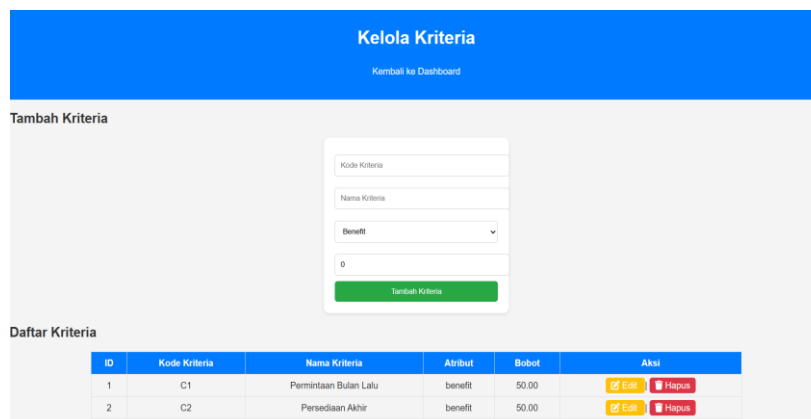 Kelola Kriteria
Kembali ke Dashboard
Tambah Kriteria
Kode Kriteria
Nama Kriteria
Benefit
0
Tambah Kriteria
Daftar Kriteria
ID Kode Kriteria Nama Kriteria Atribut Bobot Aksi
1 C1 Permintaan Bulan Lalu benefit 50.00 Edit | Hapus
2 C2 Persediaan Akhir benefit 50.00 Edit | Hapus